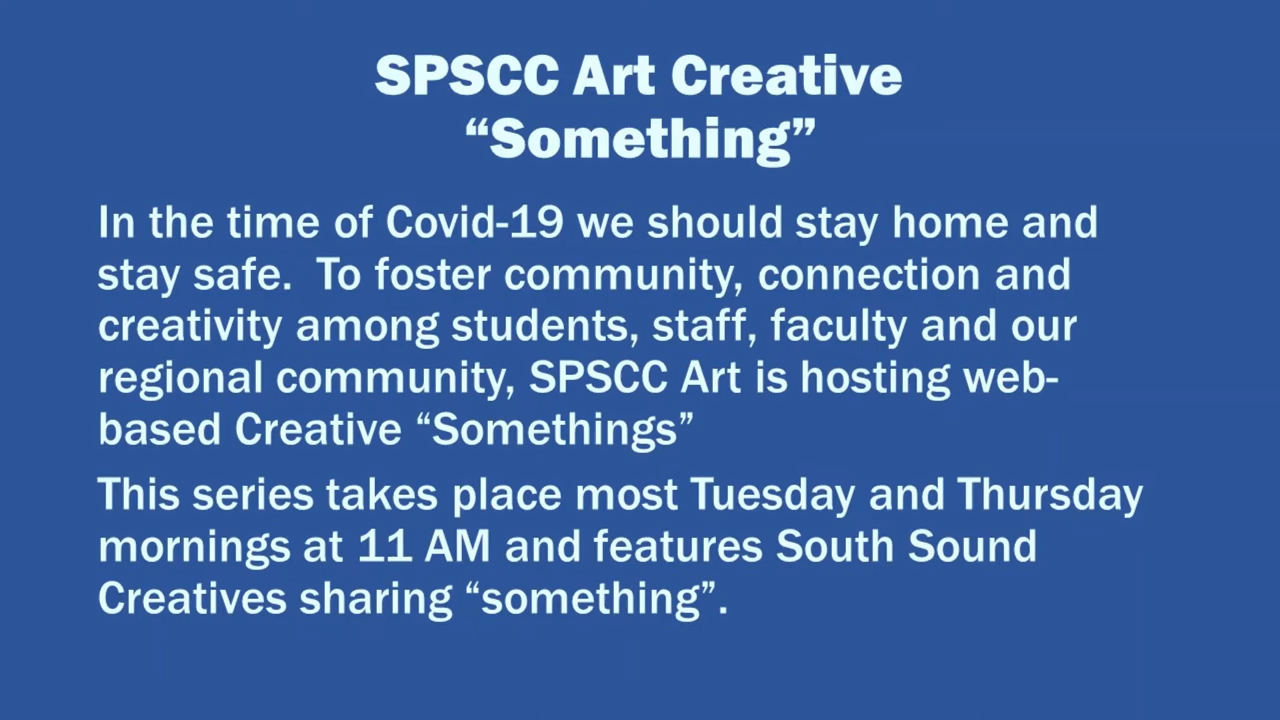 SPSCC Art Creative
“Something”
In the time of Covid-19 we should stay home and
stay safe.  To foster community, connection and
creativity among students, staff, faculty and our
regional community, SPSCC Art is hosting web-
based Creative “Somethings”
This series takes place most Tuesday and Thursday
mornings at 11 AM and features South Sound
Creatives sharing “something”.